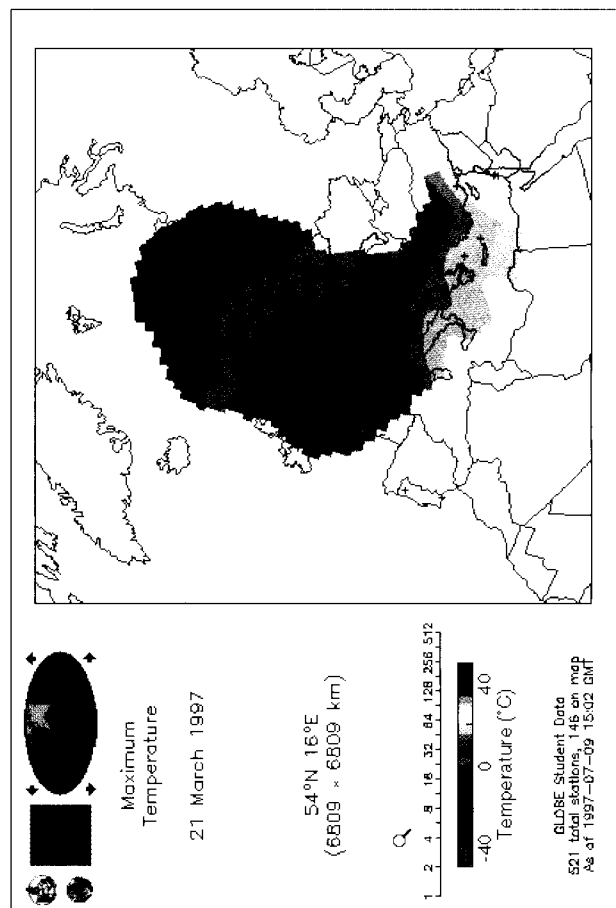 Maximum
Temperature
21 March 1997
54°N 16°E
(6809 × 6809 km)
1 2 4 8 16 32 64 128 256 512
-40 0 40
Temperature (°C)
GLOBE Student Data
521 total stations, 146 on map
As of 1997-07-09 15:02 GMT